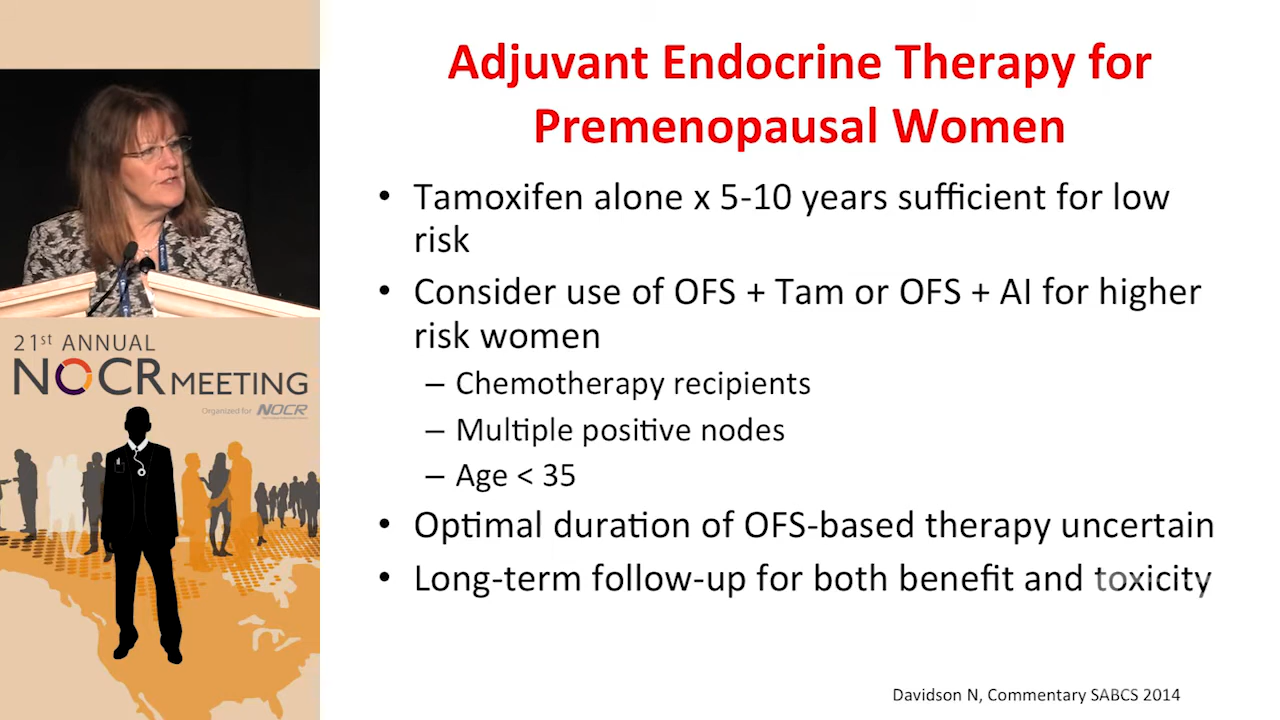 Adjuvant Endocrine Therapy for
Premenopausal Women
• Tamoxifen alone x 5-10 years sufficient for low
risk
• Consider use of OFS + Tam or OFS + AI for higher
risk women
– Chemotherapy recipients
– Multiple positive nodes
– Age < 35
• Optimal duration of OFS-based therapy uncertain
• Long-term follow-up for both benefit and toxicity
Davidson N, Commentary SABCS 2014
21st ANNUAL
NOCR MEETING
Organized for NOCR